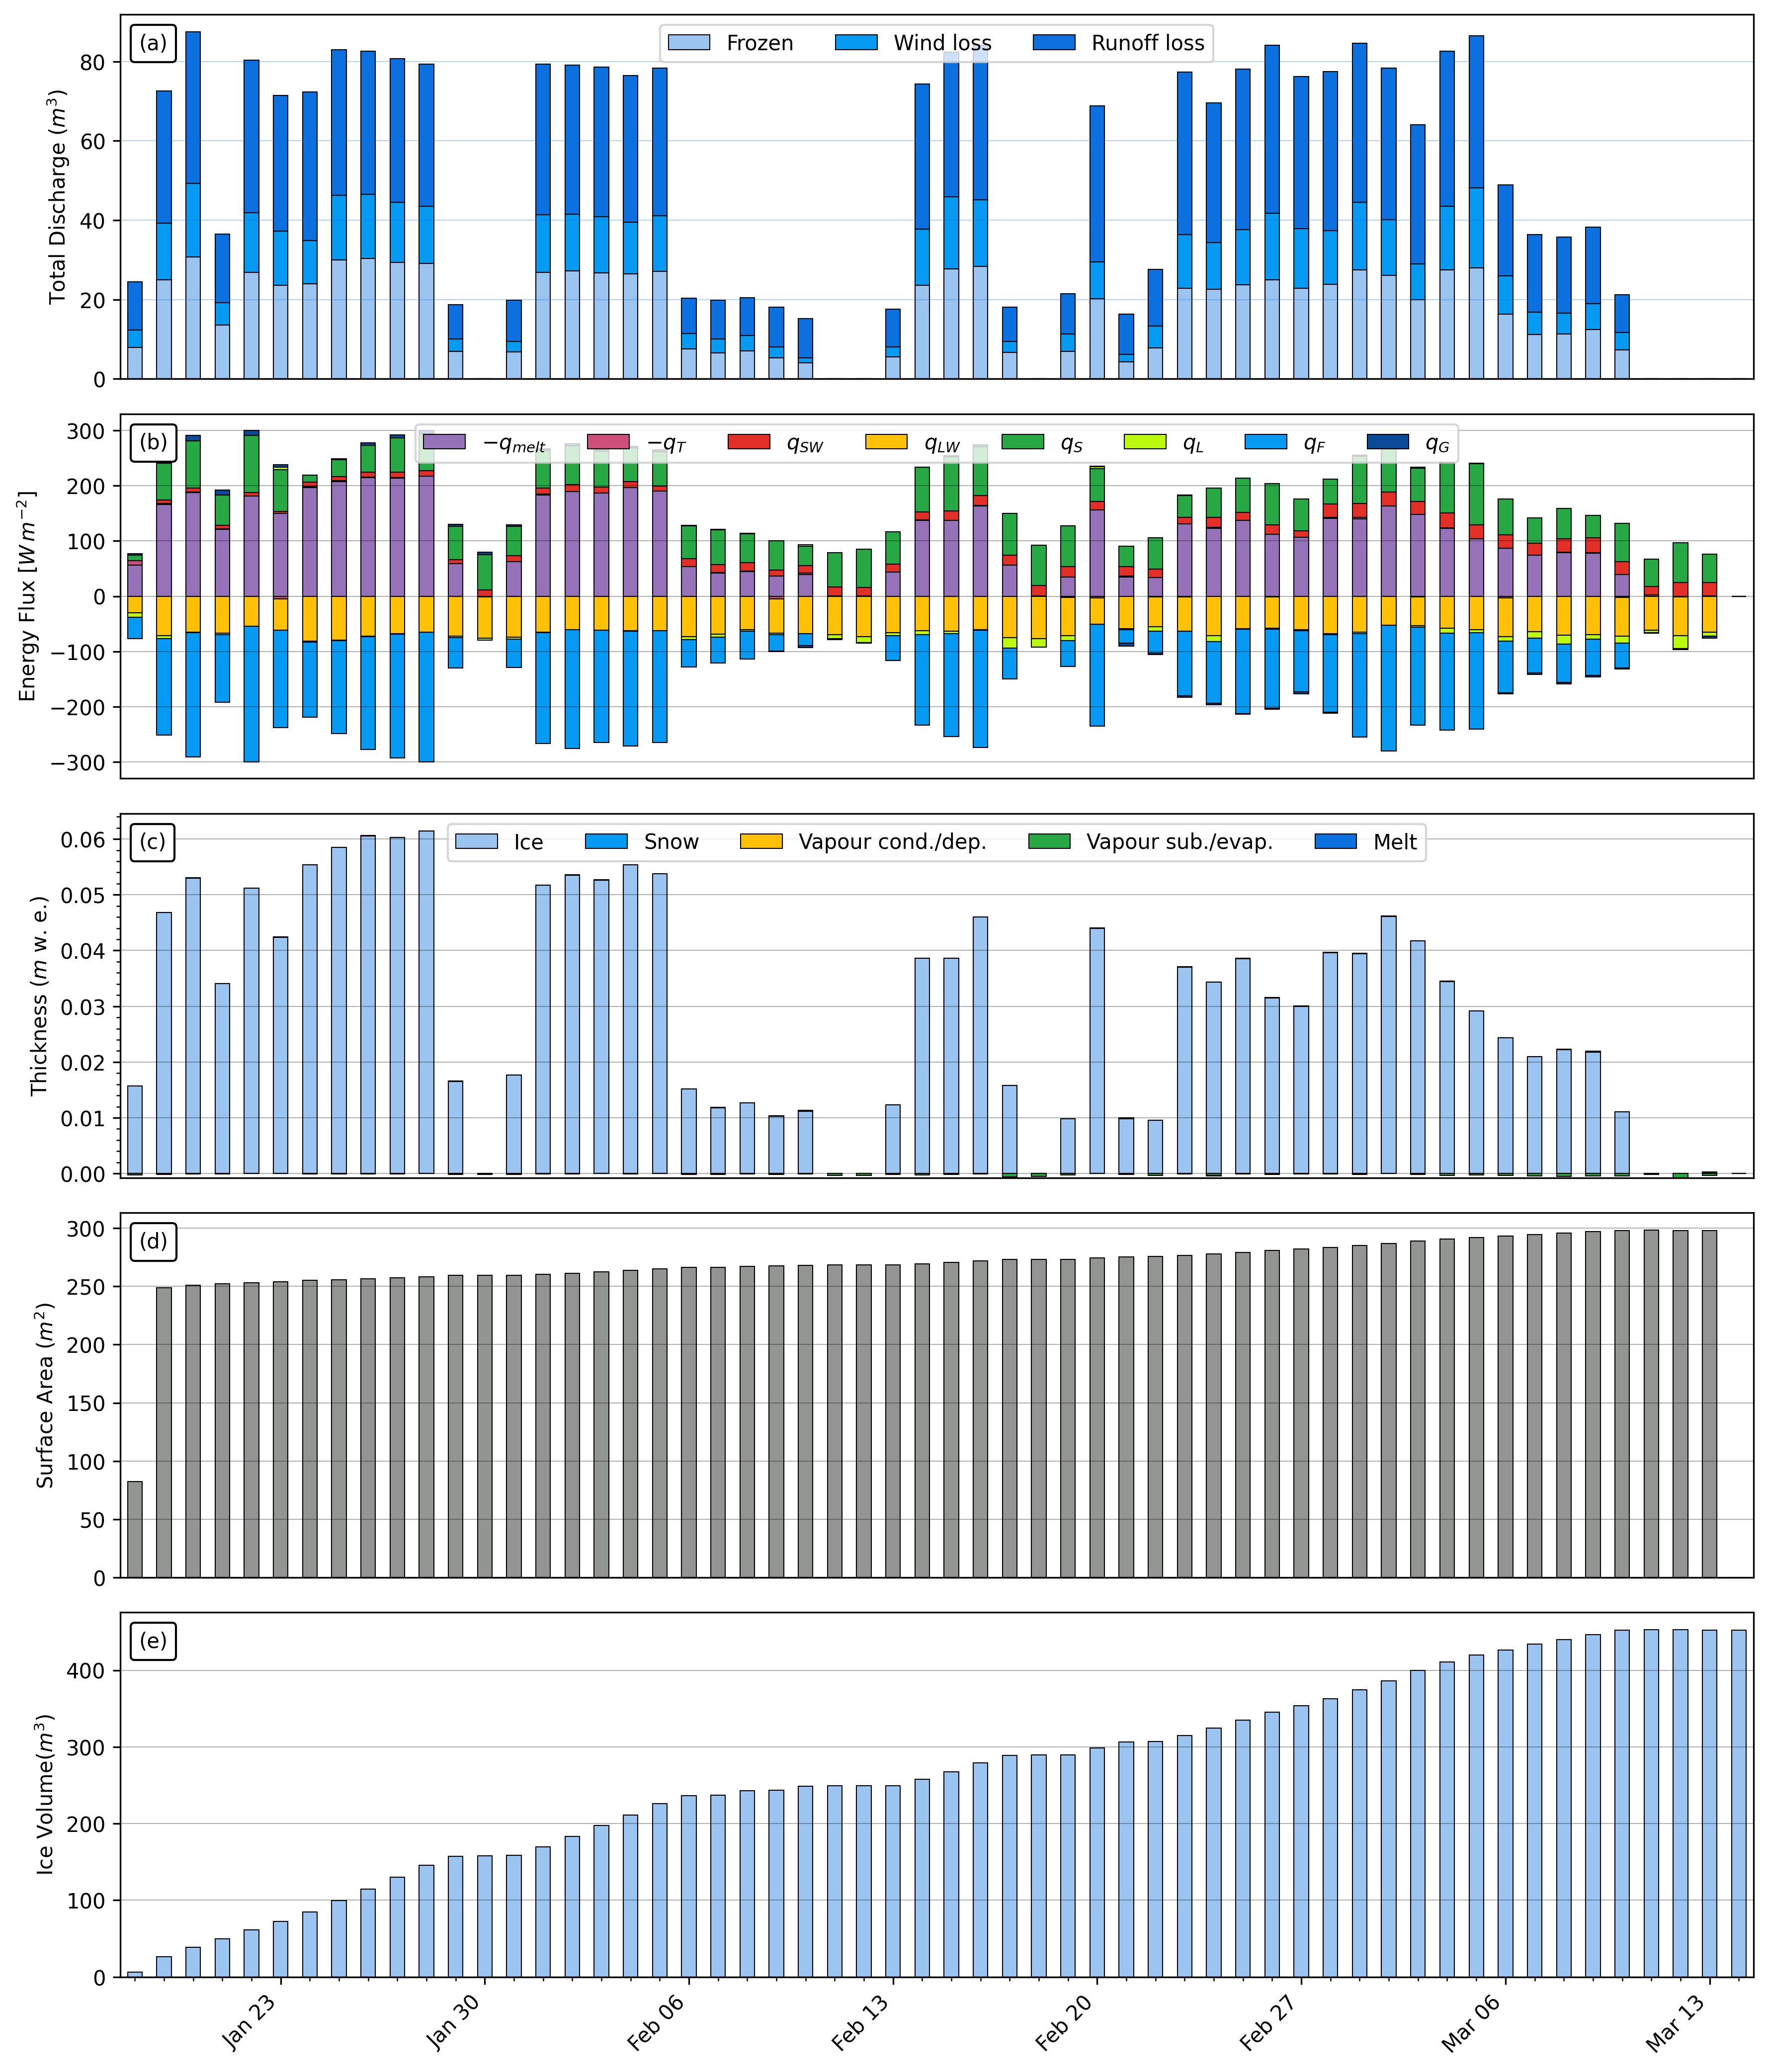 (a)
Frozen Wind loss Runoff loss
Total Discharge (m³)
80
60
40
20
0
(b)
−q_melt −q_T q_SW q_LW q_S q_L q_F q_G
Energy Flux [W m⁻²]
300
200
100
0
−100
−200
−300
(c)
Ice Snow Vapour cond./dep. Vapour sub./evap. Melt
Thickness (m w. e.)
0.06
0.05
0.04
0.03
0.02
0.01
0.00
(d)
Surface Area (m²)
300
250
200
150
100
50
0
(e)
Ice Volume(m³)
400
300
200
100
0
Jan 23 Jan 30 Feb 06 Feb 13 Feb 20 Feb 27 Mar 06 Mar 13